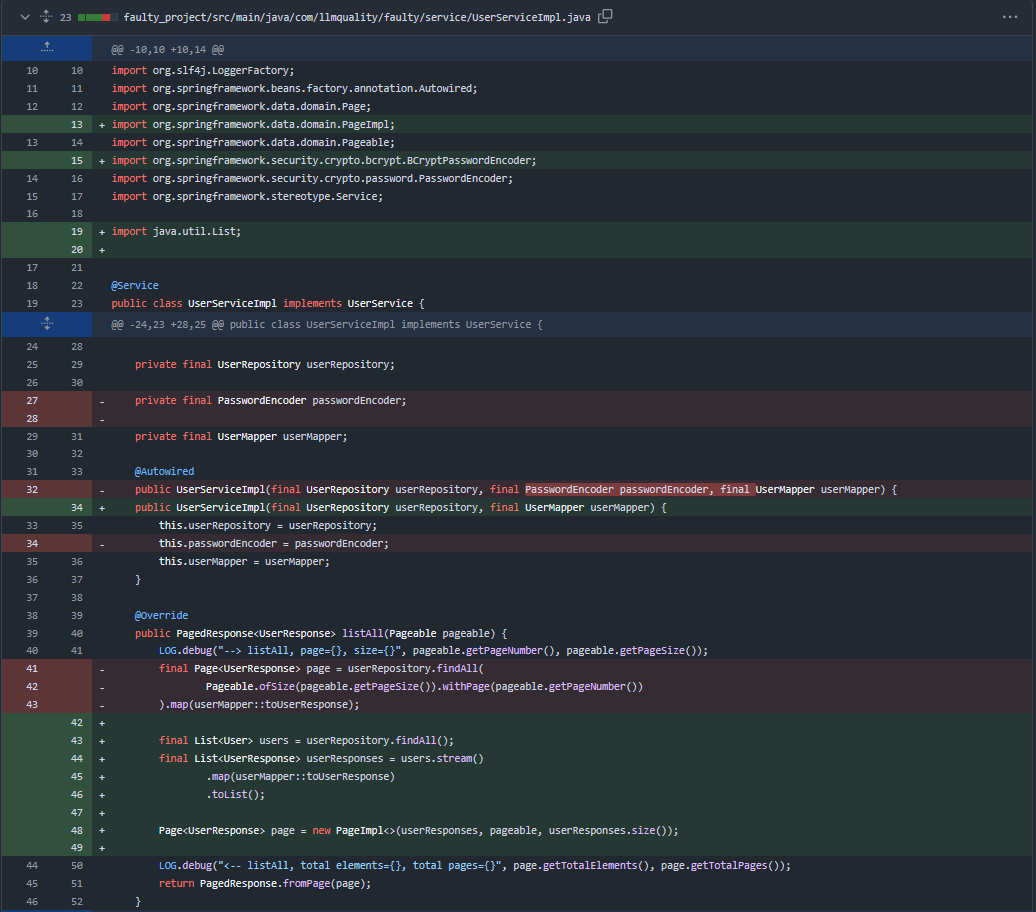 23 faulty_project/src/main/java/com/llmquality/faulty/service/UserServiceImpl.java
@@ -10,10 +10,14 @@
10 10 import org.slf4j.LoggerFactory;
11 11 import org.springframework.beans.factory.annotation.Autowired;
12 12 import org.springframework.data.domain.Page;
13 + import org.springframework.data.domain.PageImpl;
13 14 import org.springframework.data.domain.Pageable;
15 + import org.springframework.security.crypto.bcrypt.BCryptPasswordEncoder;
14 16 import org.springframework.security.crypto.password.PasswordEncoder;
15 17 import org.springframework.stereotype.Service;
16 18
19 + import java.util.List;
20 +
17 21
18 22 @Service
19 23 public class UserServiceImpl implements UserService {
@@ -24,23 +28,25 @@ public class UserServiceImpl implements UserService {
24 28
25 29 private final UserRepository userRepository;
26 30
27 - private final PasswordEncoder passwordEncoder;
28 -
29 31 private final UserMapper userMapper;
30 32
31 33 @Autowired
32 - public UserServiceImpl(final UserRepository userRepository, final PasswordEncoder passwordEncoder, final UserMapper userMapper) {
34 + public UserServiceImpl(final UserRepository userRepository, final UserMapper userMapper) {
33 35 this.userRepository = userRepository;
34 - this.passwordEncoder = passwordEncoder;
35 36 this.userMapper = userMapper;
36 37 }
37 38
38 39 @Override
39 40 public PagedResponse<UserResponse> listAll(Pageable pageable) {
40 41 LOG.debug("--> listAll, page={}, size={}", pageable.getPageNumber(), pageable.getPageSize());
41 - final Page<UserResponse> page = userRepository.findAll(
42 - Pageable.ofSize(pageable.getPageSize()).withPage(pageable.getPageNumber())
43 - ).map(userMapper::toUserResponse);
42 +
43 + final List<User> users = userRepository.findAll();
44 + final List<UserResponse> userResponses = users.stream()
45 + .map(userMapper::toUserResponse)
46 + .toList();
47 +
48 + Page<UserResponse> page = new PageImpl<>(userResponses, pageable, userResponses.size());
49 +
44 50 LOG.debug("<-- listAll, total elements={}, total pages={}", page.getTotalElements(), page.getTotalPages());
45 51 return PagedResponse.fromPage(page);
46 52 }